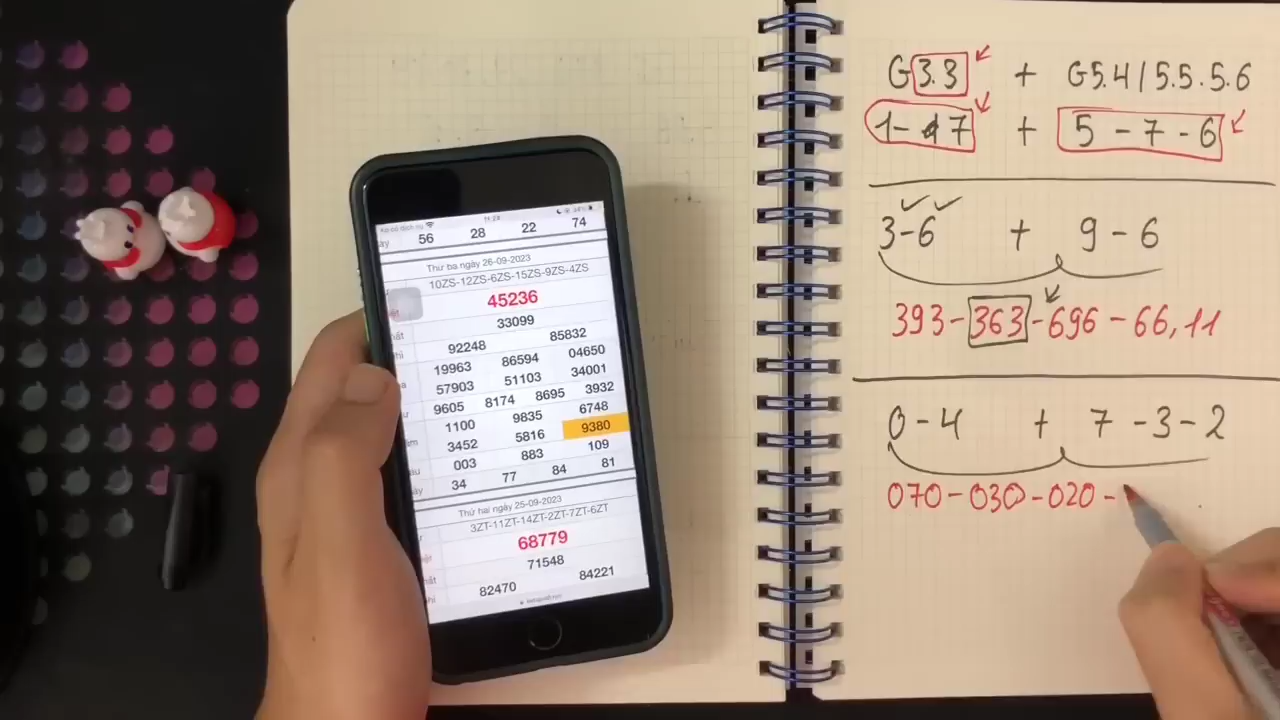 56 28 22 74
Thứ ba ngày 26-09-2023
10ZS-12ZS-6ZS-15ZS-9ZS-4ZS
45236
33099
92248 85832
19963 86594 04650
57903 51103 34001
9605 8174 8695 3932
1100 9835 6748
3452 5816 9380
003 883 109
34 77 84 81
Thứ hai ngày 25-09-2023
3ZT-11ZT-14ZT-2ZT-7ZT-6ZT
68779
71548
82470 84221
G3.3 + G5.4/5.5.5.6
1-47 + 5-7-6
3-6 + 9-6
393-363-696-66,11
0-4 + 7-3-2
070-030-020-